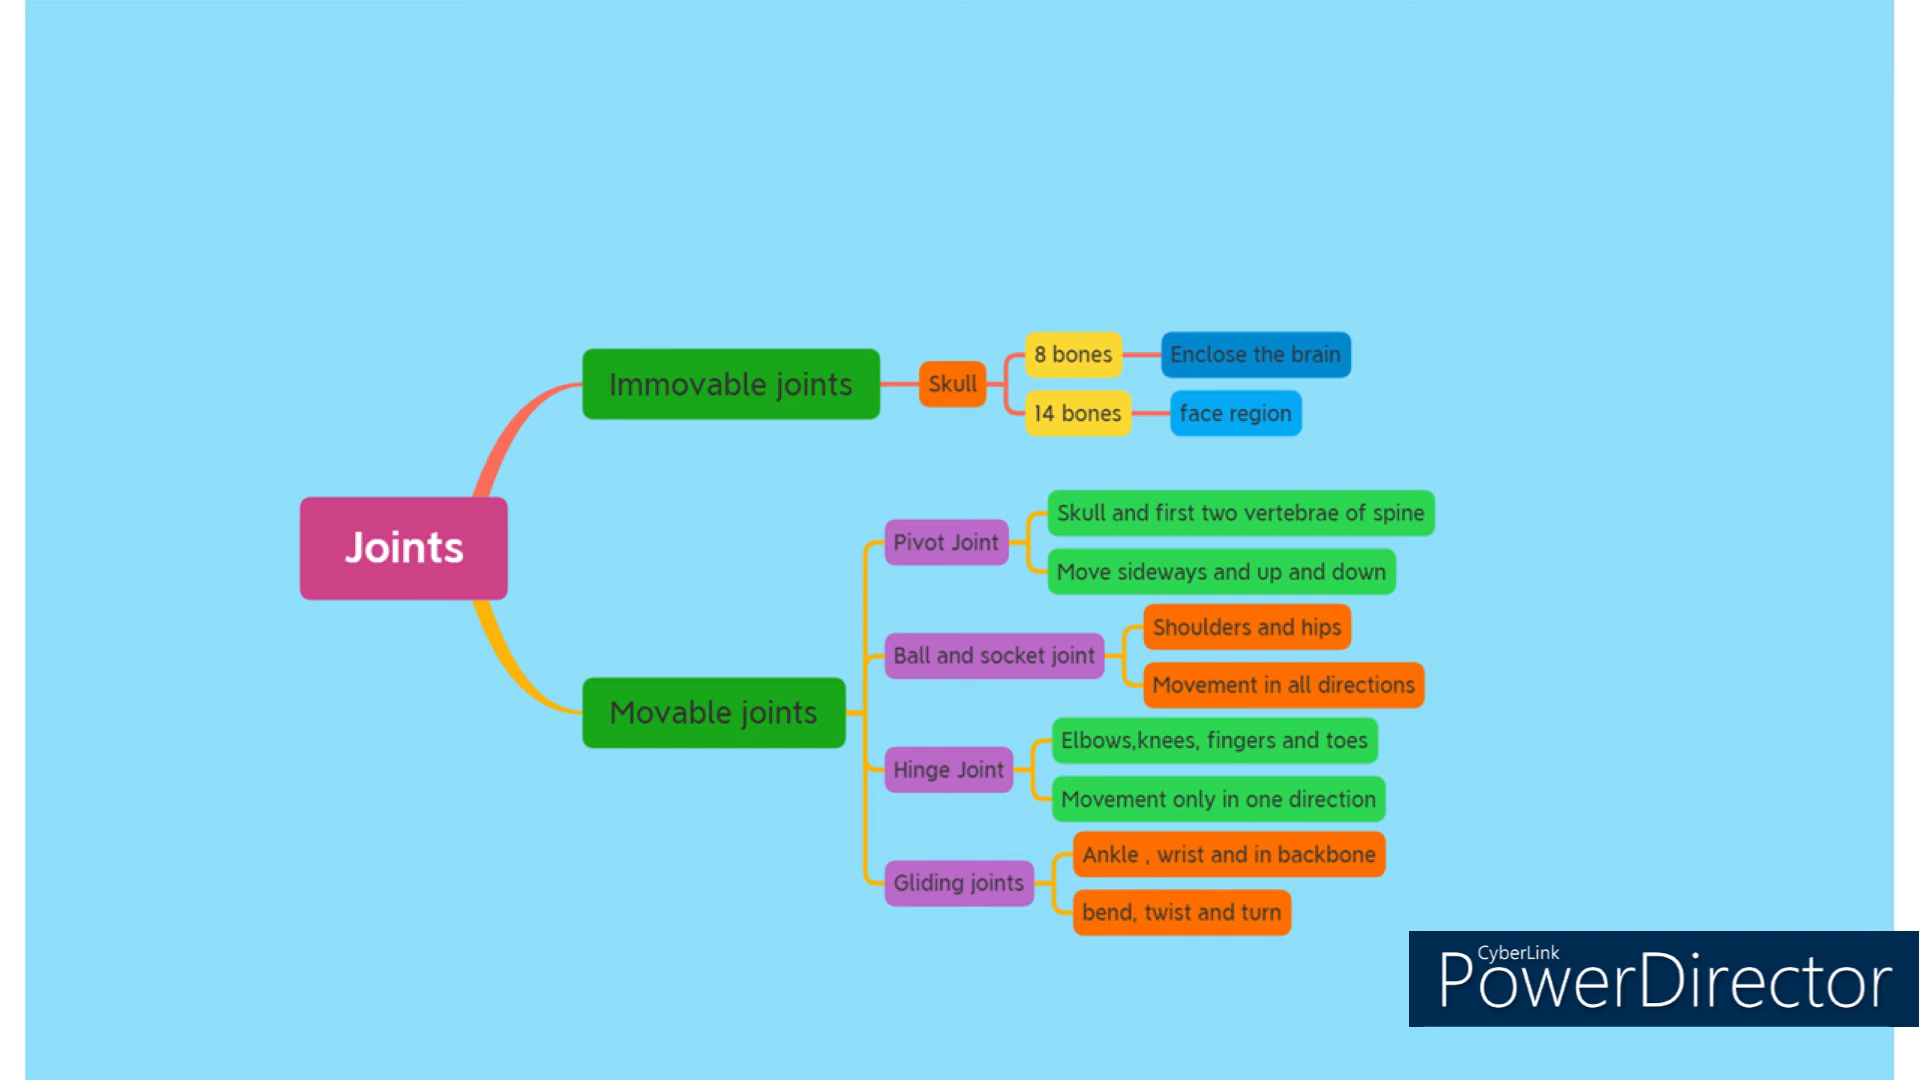 Joints
Immovable joints
Skull
8 bones
Enclose the brain
14 bones
face region
Movable joints
Pivot Joint
Skull and first two vertebrae of spine
Move sideways and up and down
Ball and socket joint
Shoulders and hips
Movement in all directions
Hinge Joint
Elbows,knees, fingers and toes
Movement only in one direction
Gliding joints
Ankle , wrist and in backbone
bend, twist and turn
CyberLink
PowerDirector